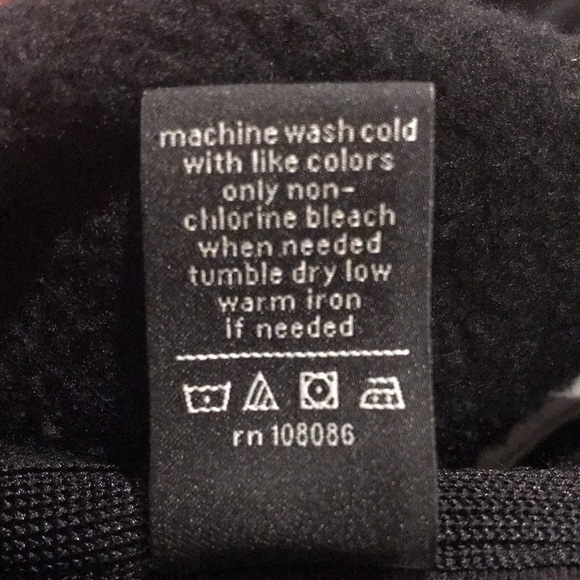 machine wash cold
with like colors
only non-
chlorine bleach
when needed
tumble dry low
warm iron
if needed
rn 108086